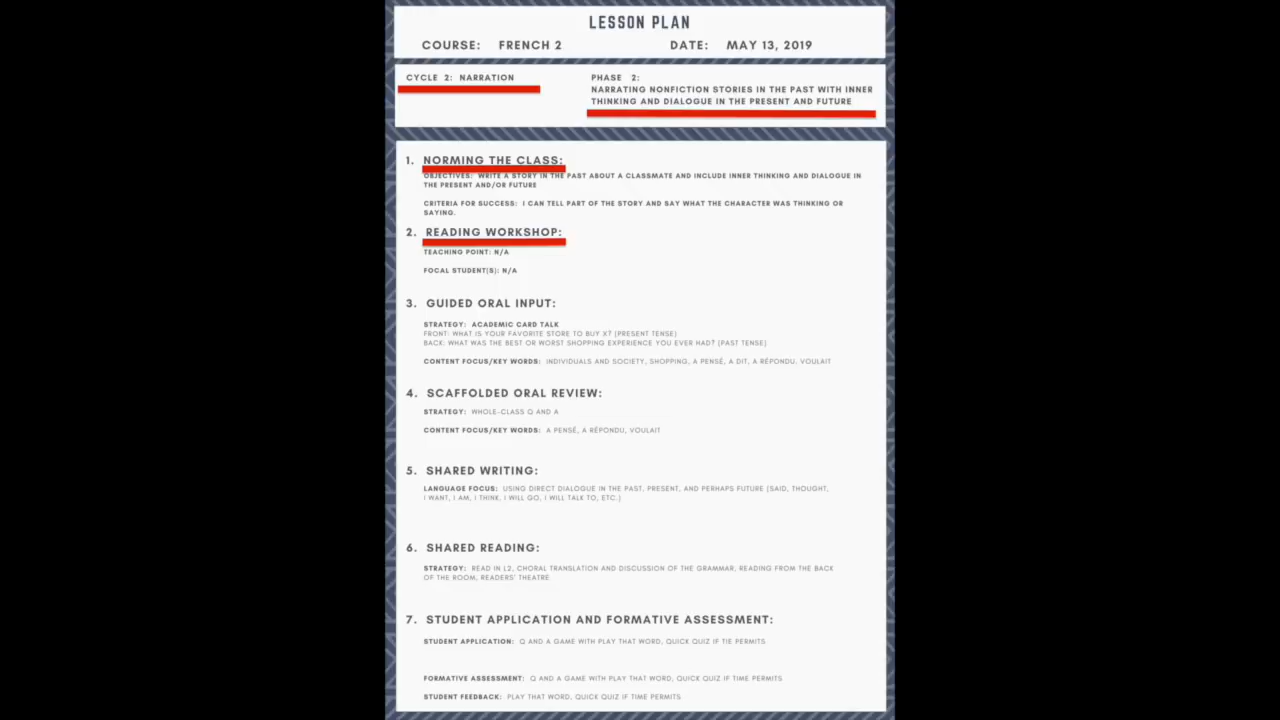 LESSON PLAN
COURSE: FRENCH 2 DATE: MAY 13, 2019
CYCLE 2: NARRATION
PHASE 2:
NARRATING NONFICTION STORIES IN THE PAST WITH INNER
THINKING AND DIALOGUE IN THE PRESENT AND FUTURE
1. NORMING THE CLASS:
OBJECTIVES: WRITE A STORY IN THE PAST ABOUT A CLASSMATE AND INCLUDE INNER THINKING AND DIALOGUE IN
THE PRESENT AND/OR FUTURE
CRITERIA FOR SUCCESS: I CAN TELL PART OF THE STORY AND SAY WHAT THE CHARACTER WAS THINKING OR
SAYING.
2. READING WORKSHOP:
TEACHING POINT: N/A
FOCAL STUDENT(S): N/A
3. GUIDED ORAL INPUT:
STRATEGY: ACADEMIC CARD TALK
FRONT: WHAT IS YOUR FAVORITE STORE TO BUY X? (PRESENT TENSE)
BACK: WHAT WAS THE BEST OR WORST SHOPPING EXPERIENCE YOU EVER HAD? (PAST TENSE)
CONTENT FOCUS/KEY WORDS: INDIVIDUALS AND SOCIETY, SHOPPING, A PENSÉ, A DIT, A RÉPONDU. VOULAIT
4. SCAFFOLDED ORAL REVIEW:
STRATEGY: WHOLE-CLASS Q AND A
CONTENT FOCUS/KEY WORDS: A PENSÉ, A RÉPONDU, VOULAIT
5. SHARED WRITING:
LANGUAGE FOCUS: USING DIRECT DIALOGUE IN THE PAST, PRESENT, AND PERHAPS FUTURE (SAID, THOUGHT,
I WANT, I AM, I THINK, I WILL GO, I WILL TALK TO, ETC.)
6. SHARED READING:
STRATEGY: READ IN L2, CHORAL TRANSLATION AND DISCUSSION OF THE GRAMMAR, READING FROM THE BACK
OF THE ROOM, READERS' THEATRE
7. STUDENT APPLICATION AND FORMATIVE ASSESSMENT:
STUDENT APPLICATION: Q AND A GAME WITH PLAY THAT WORD, QUICK QUIZ IF TIE PERMITS
FORMATIVE ASSESSMENT: Q AND A GAME WITH PLAY THAT WORD, QUICK QUIZ IF TIME PERMITS
STUDENT FEEDBACK: PLAY THAT WORD, QUICK QUIZ IF TIME PERMITS